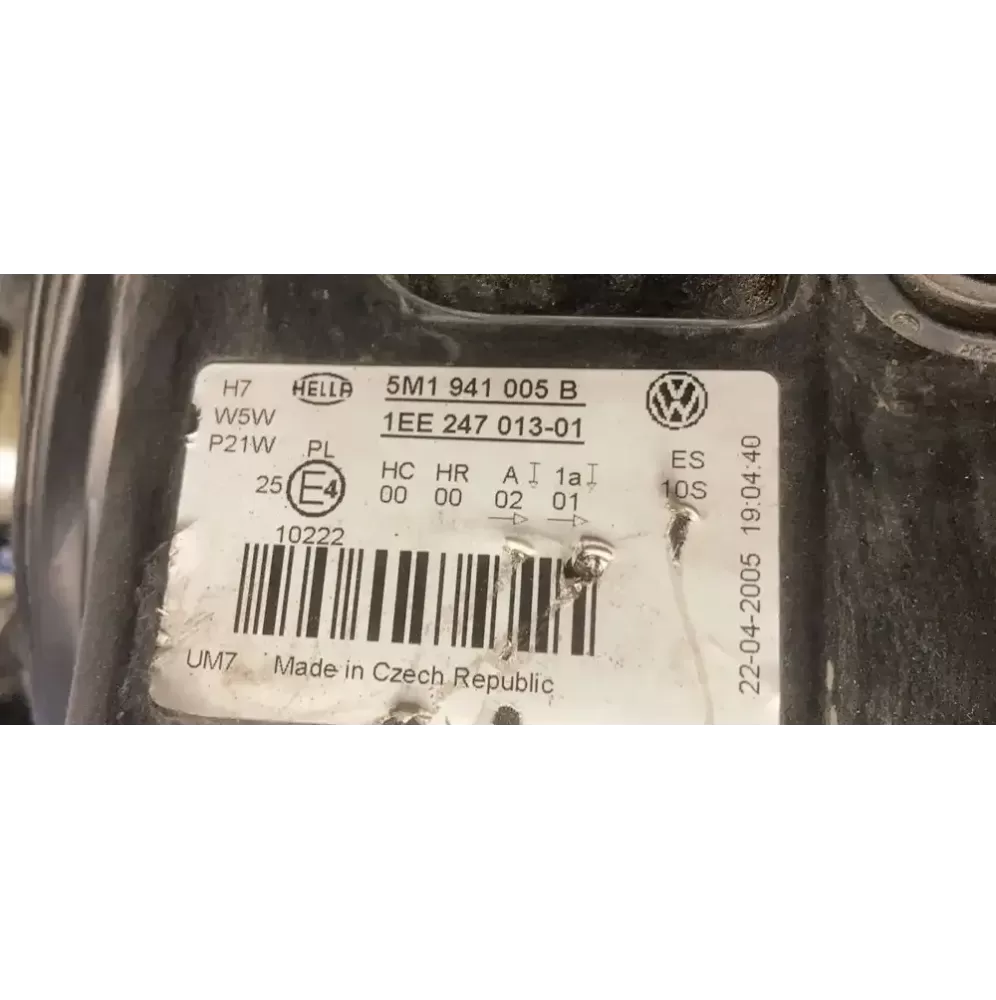 H7 HELLA 5M1 941 005 B
W5W 1EE 247 013-01
P21W PL
HC HR A 1a ES
25 E4 00 00 02 01 10S
10222
UM7 Made in Czech Republic
22-04-2005 19:04:40